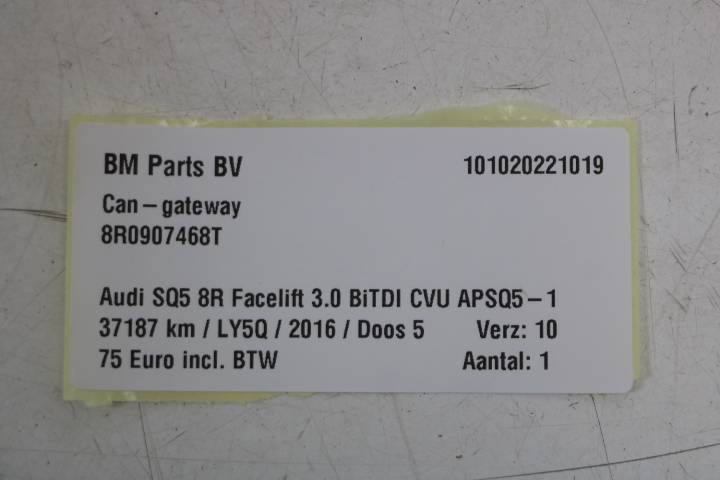 BM Parts BV 101020221019
Can-gateway
8R0907468T
Audi SQ5 8R Facelift 3.0 BiTDI CVU APSQ5-1
37187 km / LY5Q / 2016 / Doos 5 Verz: 10
75 Euro incl. BTW Aantal: 1